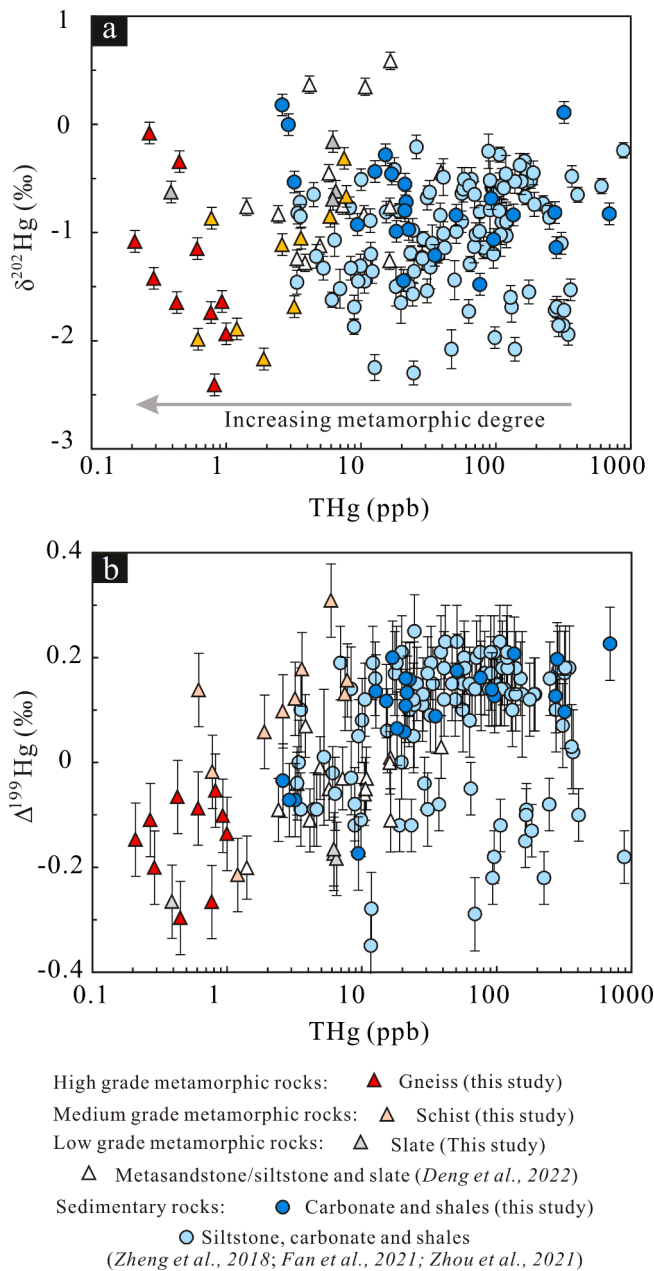 a
1
0
-1
-2
-3
δ²⁰²Hg (‰)
Increasing metamorphic degree
0.1
1
10
100
1000
THg (ppb)
b
0.4
0.2
0
-0.2
-0.4
Δ¹⁹⁹Hg (‰)
0.1
1
10
100
1000
THg (ppb)
High grade metamorphic rocks: Gneiss (this study)
Medium grade metamorphic rocks: Schist (this study)
Low grade metamorphic rocks: Slate (This study)
Metasandstone/siltstone and slate (Deng et al., 2022)
Sedimentary rocks: Carbonate and shales (this study)
Siltstone, carbonate and shales
(Zheng et al., 2018; Fan et al., 2021; Zhou et al., 2021)